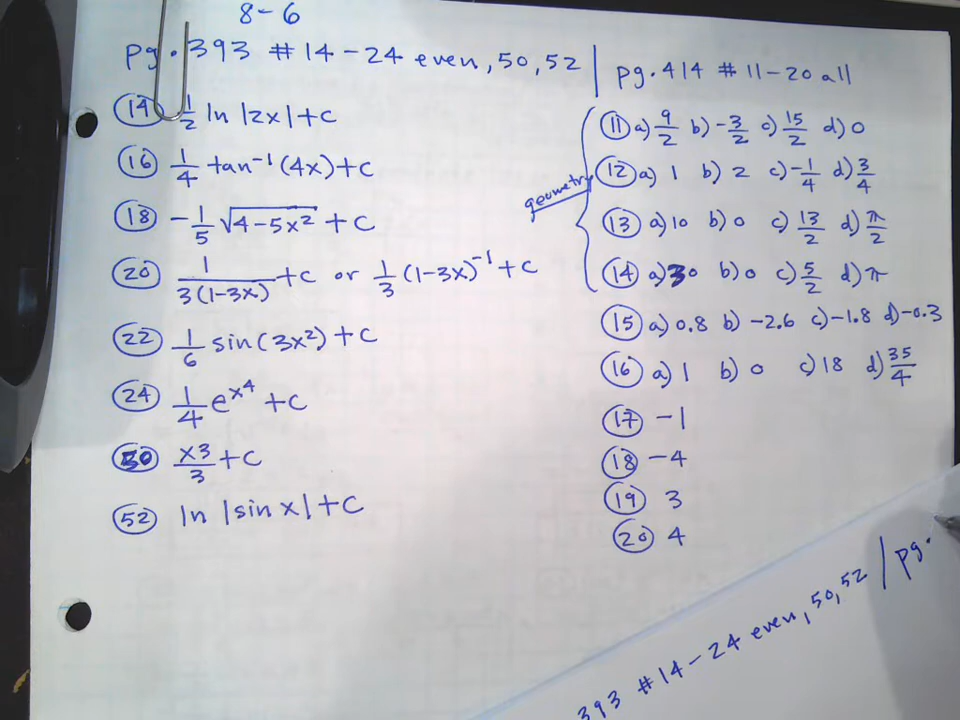 8-6
pg. 393 #14-24 even, 50, 52
(14) 1/2 ln |2x| + C
(16) 1/4 tan⁻¹(4x) + C
(18) -1/5 √(4-5x²) + C
(20) 1/(3(1-3x)) + C or 1/3 (1-3x)⁻¹ + C
(22) 1/6 sin(3x²) + C
(24) 1/4 e^x⁴ + C
(50) x3/3 + C
(52) ln |sin x| + C
pg. 414 #11-20 all
geometry
(11) a) 9/2 b) -3/2 c) 15/2 d) 0
(12) a) 1 b) 2 c) -1/4 d) 3/4
(13) a) 10 b) 0 c) 13/2 d) π/2
(14) a) 30 b) 0 c) 5/2 d) π
(15) a) 0.8 b) -2.6 c) -1.8 d) -0.3
(16) a) 1 b) 0 c) 18 d) 35/4
(17) -1
(18) -4
(19) 3
(20) 4
393 #14-24 even, 50, 52 | pg.